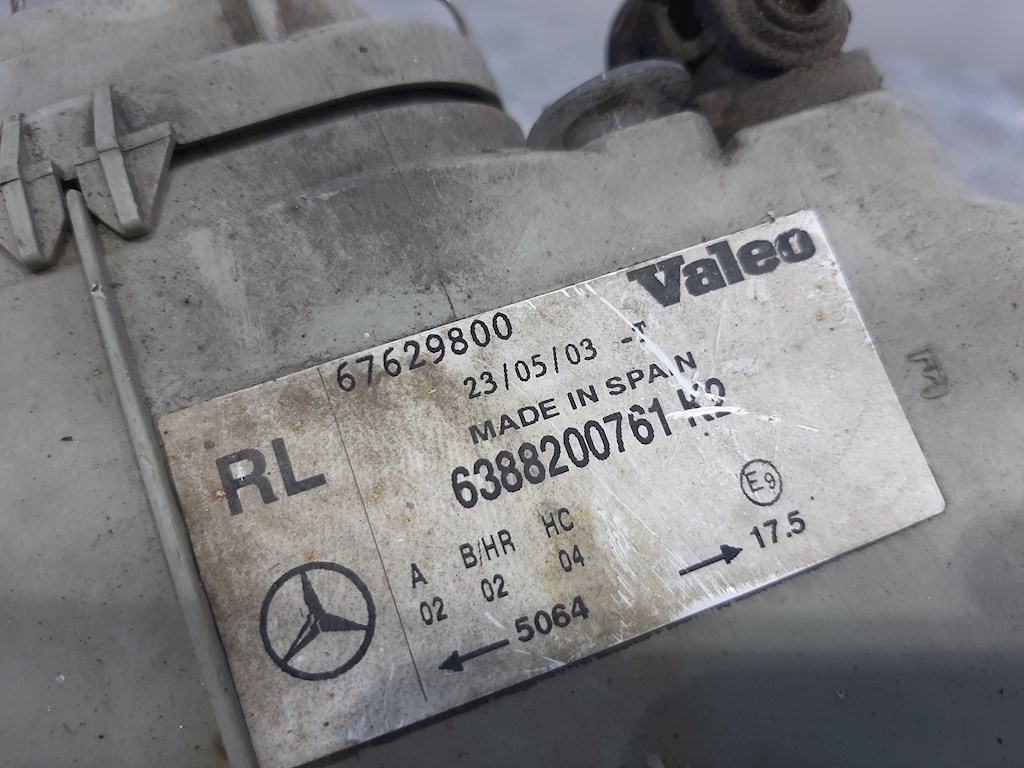 Valeo
67629800
23/05/03 -T
MADE IN SPAIN
RL
6388200761 K2
E9
A B/HR HC
02 02 04
17.5
5064